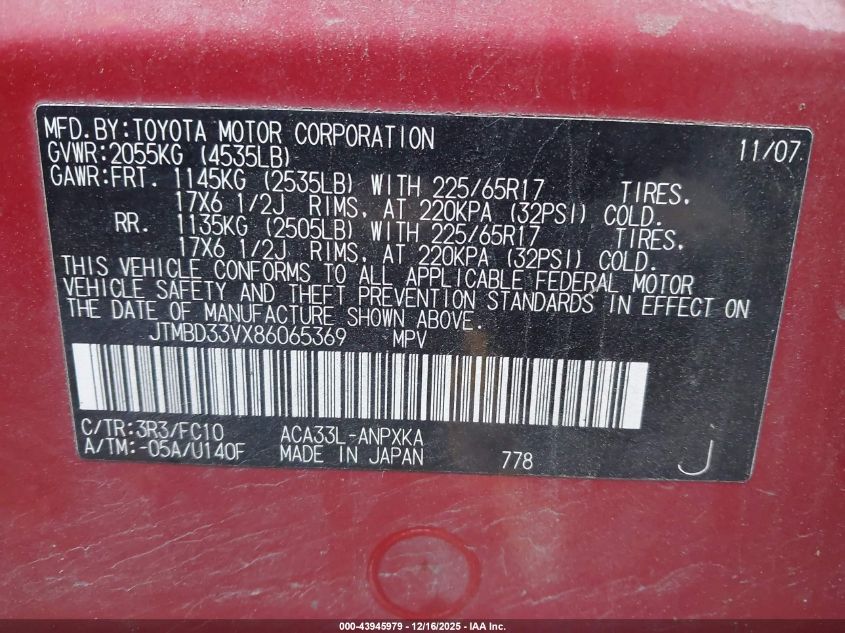 MFD.BY:TOYOTA MOTOR CORPORATION 11/07
GVWR:2055KG (4535LB)
GAWR:FRT. 1145KG (2535LB) WITH 225/65R17 TIRES.
17X6 1/2J RIMS, AT 220KPA (32PSI) COLD.
RR. 1135KG (2505LB) WITH 225/65R17 TIRES,
17X6 1/2J RIMS, AT 220KPA (32PSI) COLD.
THIS VEHICLE CONFORMS TO ALL APPLICABLE FEDERAL MOTOR
VEHICLE SAFETY AND THEFT PREVENTION STANDARDS IN EFFECT ON
THE DATE OF MANUFACTURE SHOWN ABOVE.
JTMBD33VX86065369 MPV
C/TR:3R3/FC10 ACA33L-ANPXKA
A/TM:-05A/U140F MADE IN JAPAN 778 J
000-43945979 - 12/16/2025 - IAA Inc.